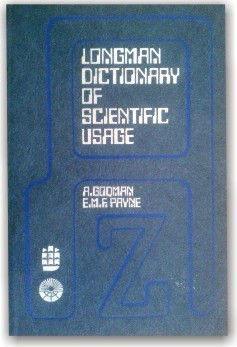 LONGMAN
DICTIONARY
OF
SCIENTIFIC
USAGE
A.GODMAN
E.M.F. PAYNE
Z